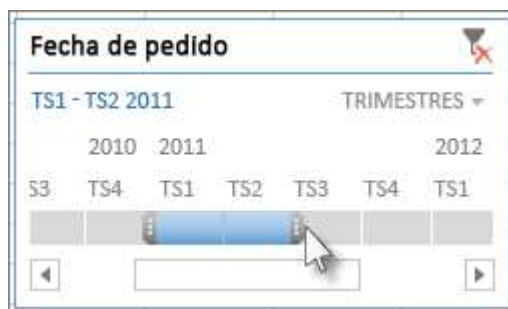 Fecha de pedido
TS1 - TS2 2011 TRIMESTRES
2010 2011 2012
S3 TS4 TS1 TS2 TS3 TS4 TS1